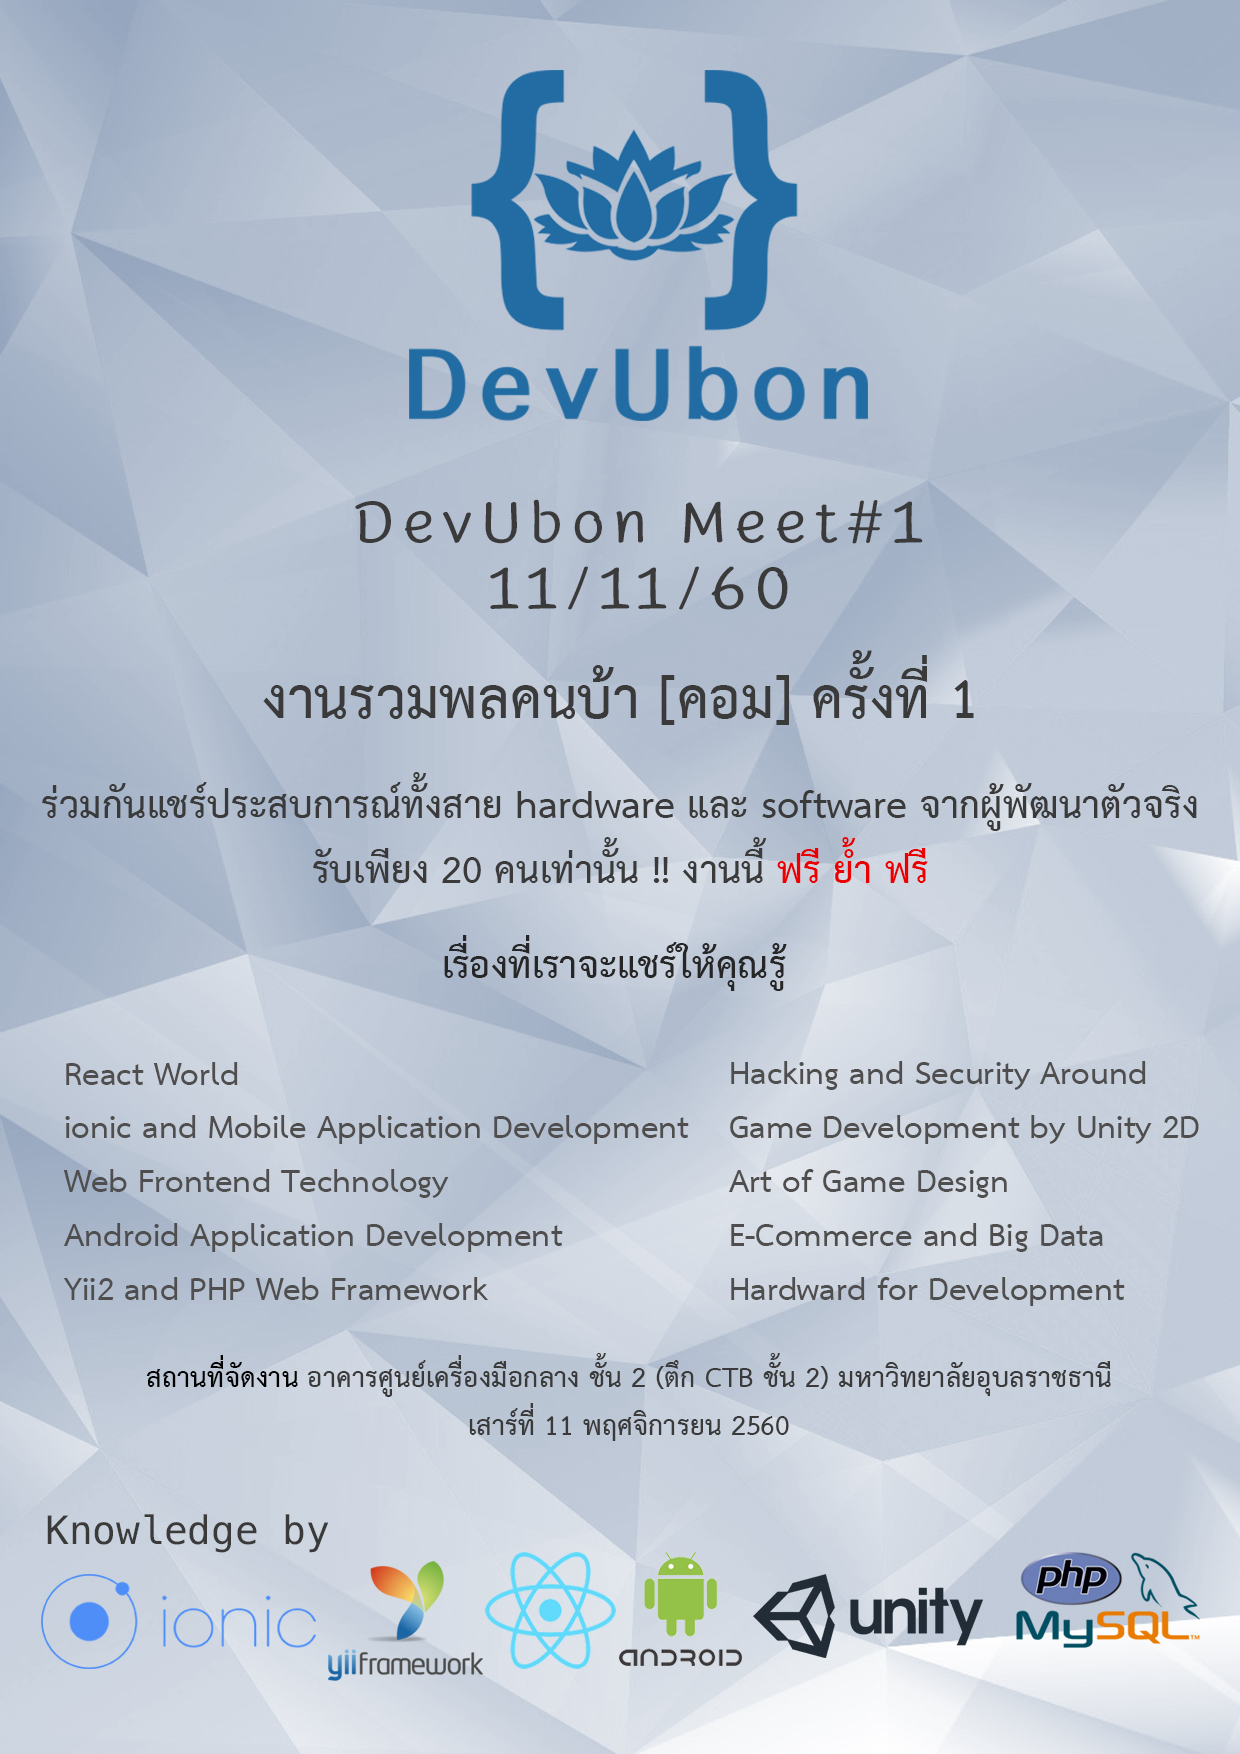 DevUbon
DevUbon Meet#1
11/11/60
งานรวมพลคนบ้า [คอม] ครั้งที่ 1
ร่วมกันแชร์ประสบการณ์ทั้งสาย hardware และ software จากผู้พัฒนาตัวจริง
รับเพียง 20 คนเท่านั้น !! งานนี้ ฟรี ย้ำ ฟรี
เรื่องที่เราจะแชร์ให้คุณรู้
React World
ionic and Mobile Application Development
Web Frontend Technology
Android Application Development
Yii2 and PHP Web Framework
Hacking and Security Around
Game Development by Unity 2D
Art of Game Design
E-Commerce and Big Data
Hardward for Development
สถานที่จัดงาน อาคารศูนย์เครื่องมือกลาง ชั้น 2 (ตึก CTB ชั้น 2) มหาวิทยาลัยอุบลราชธานี
เสาร์ที่ 11 พฤศจิการยน 2560
Knowledge by
ionic
yiiframework
ANDROID
unity
php
MySQL™